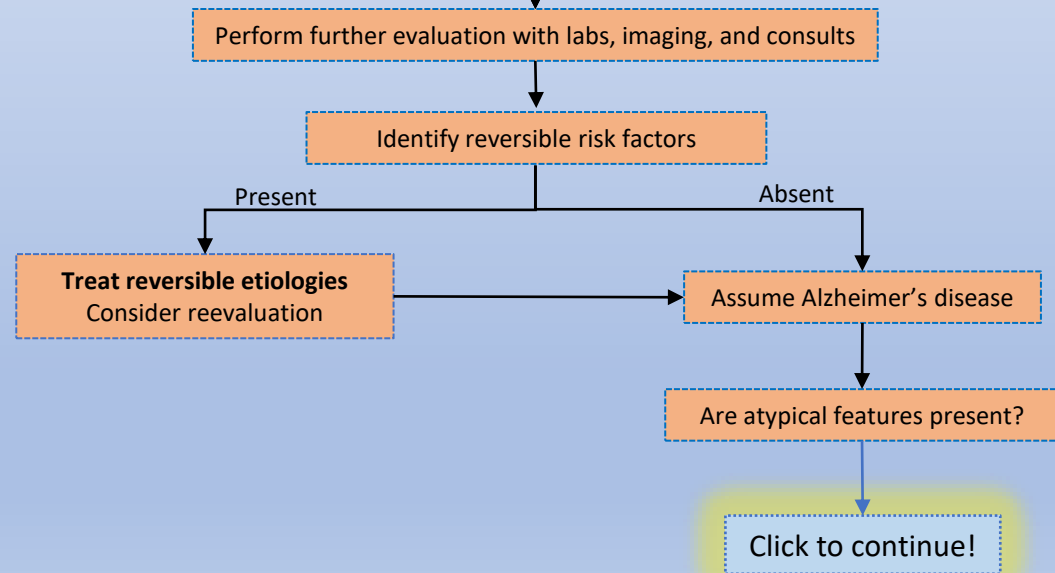 Perform further evaluation with labs, imaging, and consults
Identify reversible risk factors
Present
Absent
Treat reversible etiologies
Consider reevaluation
Assume Alzheimer’s disease
Are atypical features present?
Click to continue!